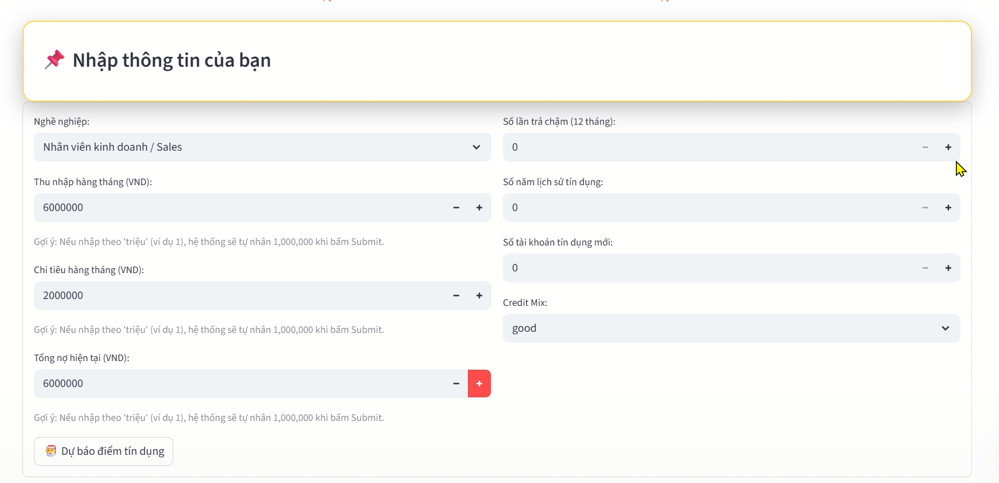 Nhập thông tin của bạn
Nghề nghiệp:
Nhân viên kinh doanh / Sales
Thu nhập hàng tháng (VND):
6000000
Gợi ý: Nếu nhập theo 'triệu' (ví dụ 1), hệ thống sẽ tự nhân 1,000,000 khi bấm Submit.
Chi tiêu hàng tháng (VND):
2000000
Gợi ý: Nếu nhập theo 'triệu' (ví dụ 1), hệ thống sẽ tự nhân 1,000,000 khi bấm Submit.
Tổng nợ hiện tại (VND):
6000000
Gợi ý: Nếu nhập theo 'triệu' (ví dụ 1), hệ thống sẽ tự nhân 1,000,000 khi bấm Submit.
Dự báo điểm tín dụng
Số lần trả chậm (12 tháng):
0
Số năm lịch sử tín dụng:
0
Số tài khoản tín dụng mới:
0
Credit Mix:
good